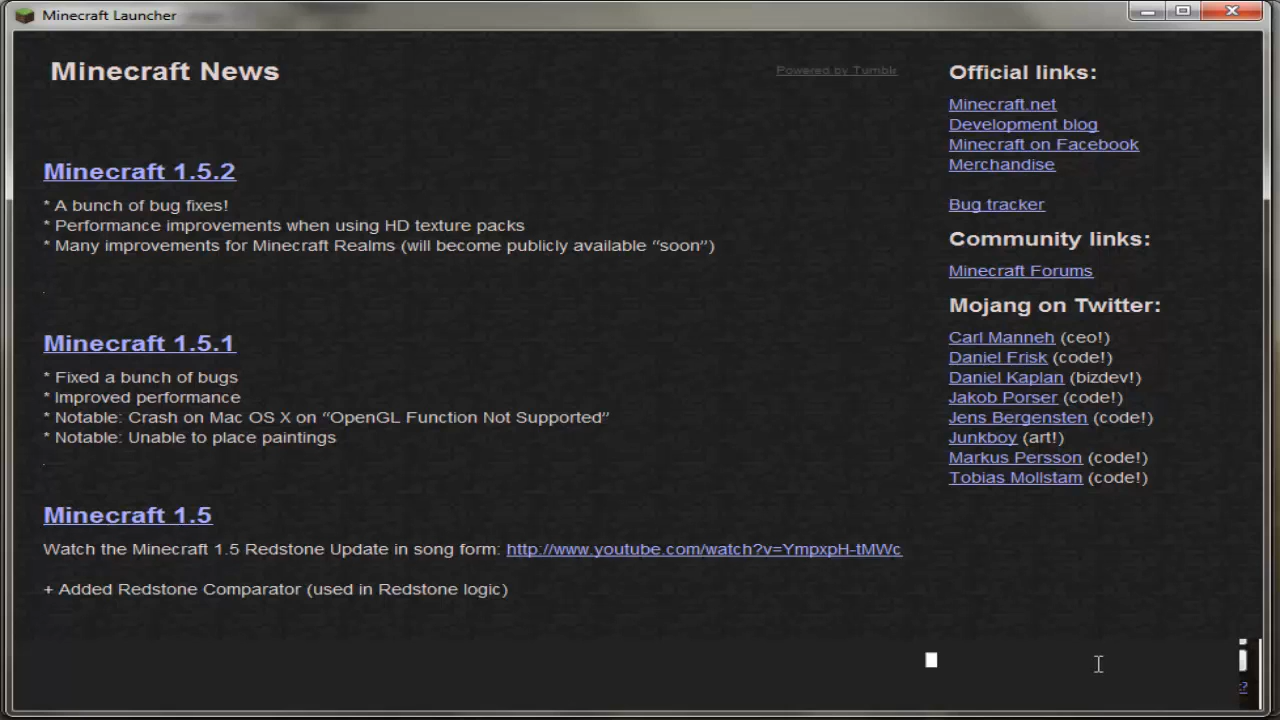 Minecraft Launcher
Minecraft News
Powered by Tumblr
Minecraft 1.5.2
* A bunch of bug fixes!
* Performance improvements when using HD texture packs
* Many improvements for Minecraft Realms (will become publicly available “soon”)
Minecraft 1.5.1
* Fixed a bunch of bugs
* Improved performance
* Notable: Crash on Mac OS X on “OpenGL Function Not Supported”
* Notable: Unable to place paintings
Minecraft 1.5
Watch the Minecraft 1.5 Redstone Update in song form: http://www.youtube.com/watch?v=YmpxpH-tMWc
+ Added Redstone Comparator (used in Redstone logic)
Official links:
Minecraft.net
Development blog
Minecraft on Facebook
Merchandise
Bug tracker
Community links:
Minecraft Forums
Mojang on Twitter:
Carl Manneh (ceo!)
Daniel Frisk (code!)
Daniel Kaplan (bizdev!)
Jakob Porser (code!)
Jens Bergensten (code!)
Junkboy (art!)
Markus Persson (code!)
Tobias Mollstam (code!)